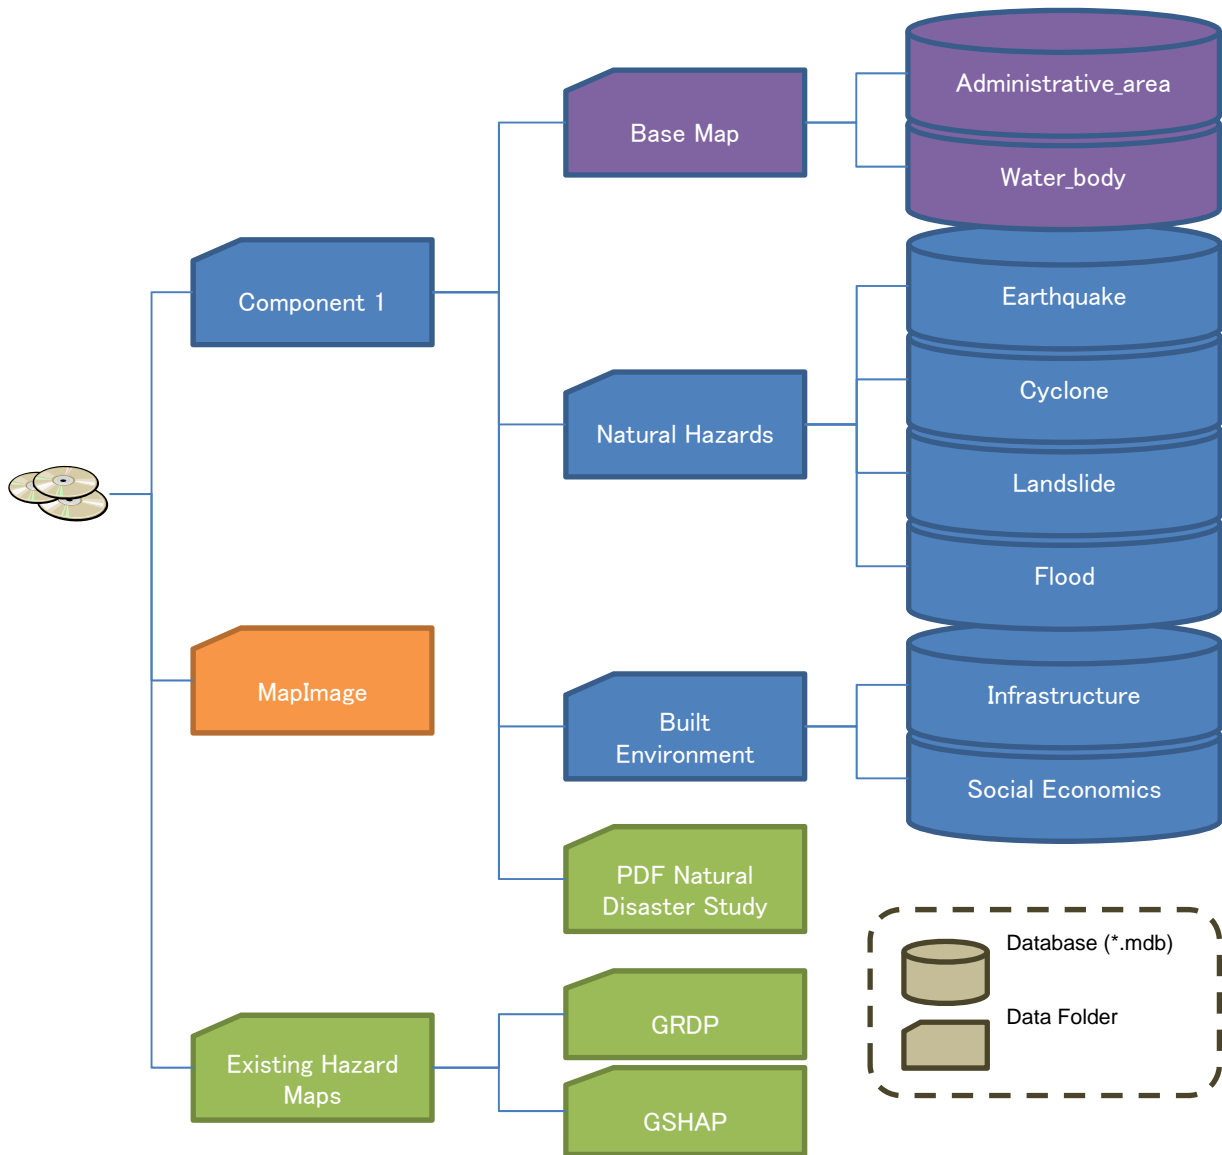 Administrative_area
Base Map
Water_body
Component 1
Earthquake
Cyclone
Natural Hazards
Landslide
Flood
MapImage
Infrastructure
Built
Environment
Social Economics
PDF Natural
Disaster Study
Database (*.mdb)
Data Folder
GRDP
Existing Hazard
Maps
GSHAP